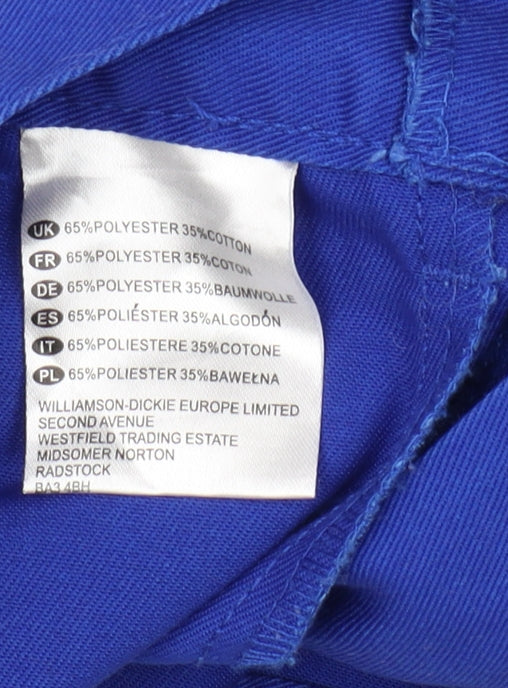 UK 65%POLYESTER 35%COTTON
FR 65%POLYESTER 35%COTON
DE 65%POLYESTER 35%BAUMWOLLE
ES 65%POLIÉSTER 35%ALGODÓN
IT 65%POLIESTERE 35%COTONE
PL 65%POLIESTER 35%BAWEŁNA
WILLIAMSON-DICKIE EUROPE LIMITED
SECOND AVENUE
WESTFIELD TRADING ESTATE
MIDSOMER NORTON
RADSTOCK
BA3 4BH